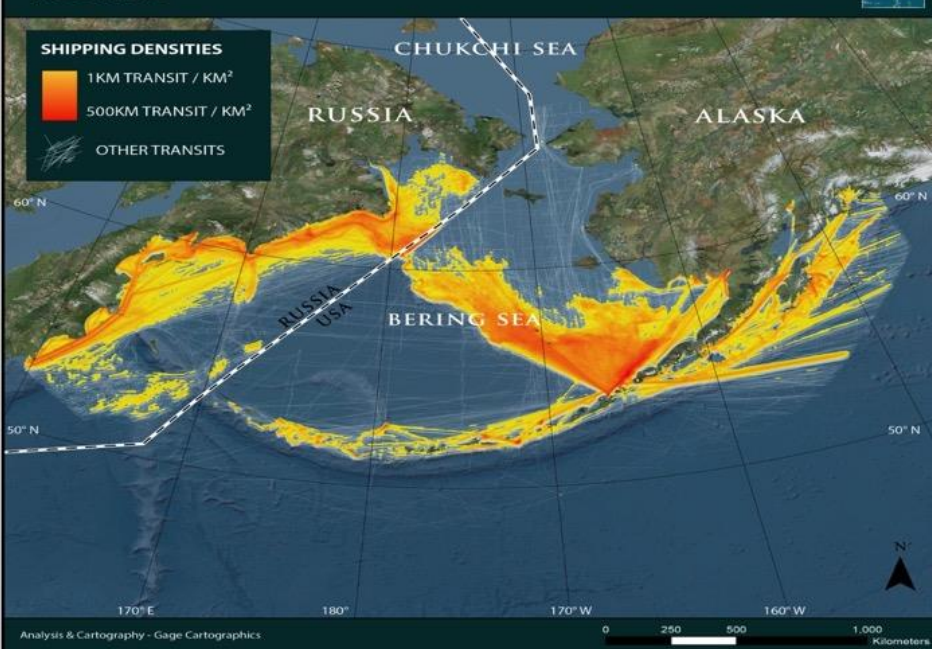 SHIPPING DENSITIES
1KM TRANSIT / KM²
500KM TRANSIT / KM²
OTHER TRANSITS
CHUKCHI SEA
RUSSIA
ALASKA
60° N
60° N
RUSSIA
USA
BERING SEA
50° N
50° N
N
170° E
180°
170° W
160° W
Analysis & Cartography - Gage Cartographics
0
250
500
1,000
Kilometers